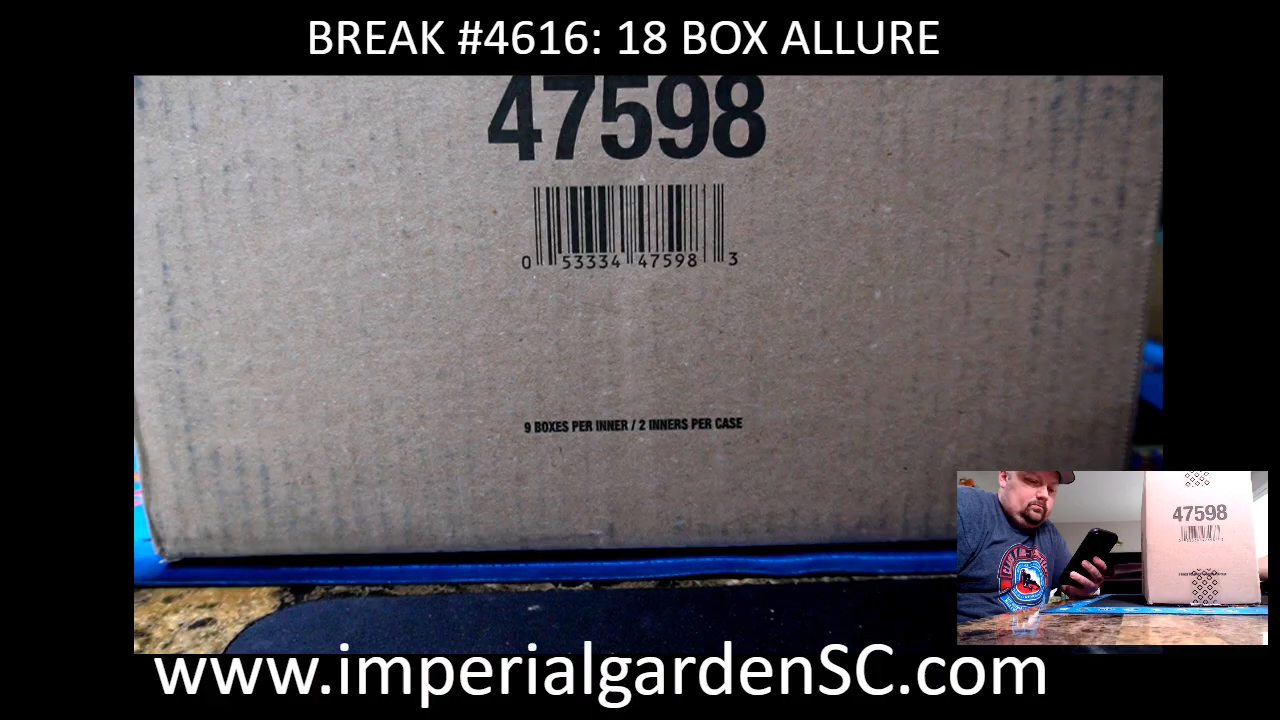 BREAK #4616: 18 BOX ALLURE
47598
0 53334 47598 3
9 BOXES PER INNER / 2 INNERS PER CASE
47598
www.imperialgardenSC.com